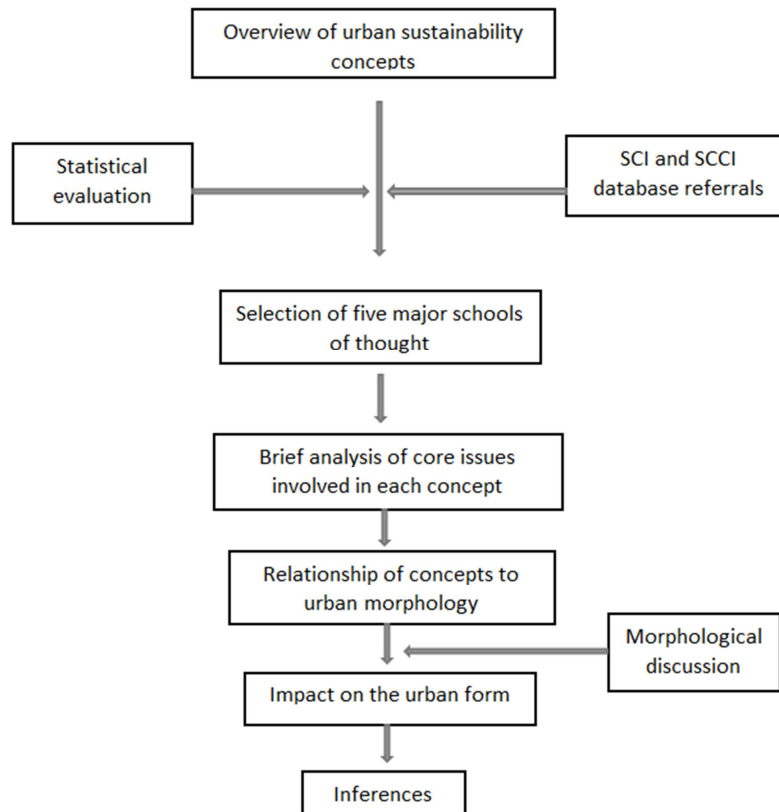 Overview of urban sustainability
concepts
Statistical
evaluation
SCI and SCCI
database referrals
Selection of five major schools
of thought
Brief analysis of core issues
involved in each concept
Relationship of concepts to
urban morphology
Morphological
discussion
Impact on the urban form
Inferences